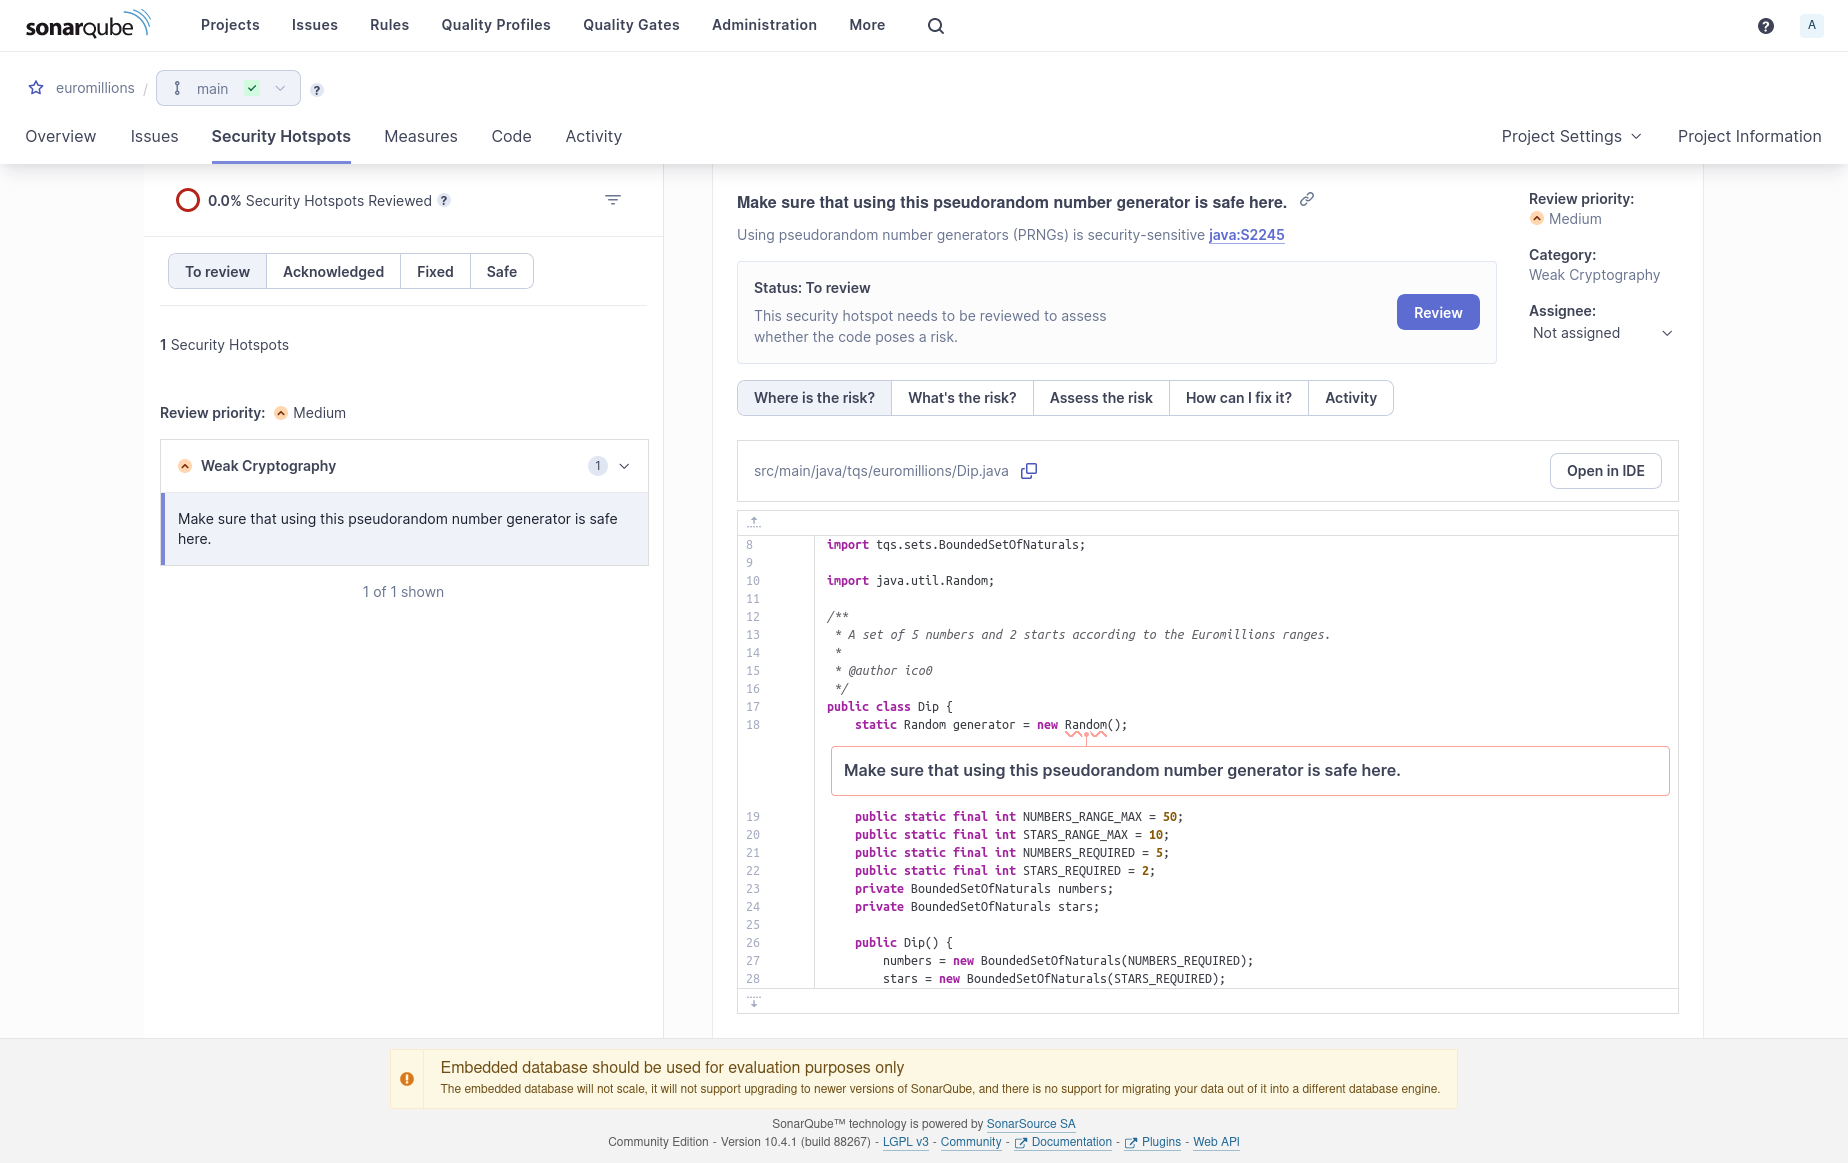 sonarqube
Projects Issues Rules Quality Profiles Quality Gates Administration More
? A
euromillions / main ?
Overview Issues Security Hotspots Measures Code Activity Project Settings Project Information
0.0% Security Hotspots Reviewed ?
To review Acknowledged Fixed Safe
1 Security Hotspots
Review priority: Medium
Weak Cryptography 1
Make sure that using this pseudorandom number generator is safe
here.
1 of 1 shown
Make sure that using this pseudorandom number generator is safe here.
Using pseudorandom number generators (PRNGs) is security-sensitive java:S2245
Status: To review
This security hotspot needs to be reviewed to assess
whether the code poses a risk.
Review
Review priority:
Medium
Category:
Weak Cryptography
Assignee:
Not assigned
Where is the risk? What's the risk? Assess the risk How can I fix it? Activity
src/main/java/tqs/euromillions/Dip.java
Open in IDE
8 import tqs.sets.BoundedSetOfNaturals;
9
10 import java.util.Random;
11
12 /**
13 * A set of 5 numbers and 2 starts according to the Euromillions ranges.
14 *
15 * @author ico0
16 */
17 public class Dip {
18 static Random generator = new Random();
Make sure that using this pseudorandom number generator is safe here.
19 public static final int NUMBERS_RANGE_MAX = 50;
20 public static final int STARS_RANGE_MAX = 10;
21 public static final int NUMBERS_REQUIRED = 5;
22 public static final int STARS_REQUIRED = 2;
23 private BoundedSetOfNaturals numbers;
24 private BoundedSetOfNaturals stars;
25
26 public Dip() {
27 numbers = new BoundedSetOfNaturals(NUMBERS_REQUIRED);
28 stars = new BoundedSetOfNaturals(STARS_REQUIRED);
Embedded database should be used for evaluation purposes only
The embedded database will not scale, it will not support upgrading to newer versions of SonarQube, and there is no support for migrating your data out of it into a different database engine.
SonarQube™ technology is powered by SonarSource SA
Community Edition - Version 10.4.1 (build 88267) - LGPL v3 - Community - Documentation - Plugins - Web API